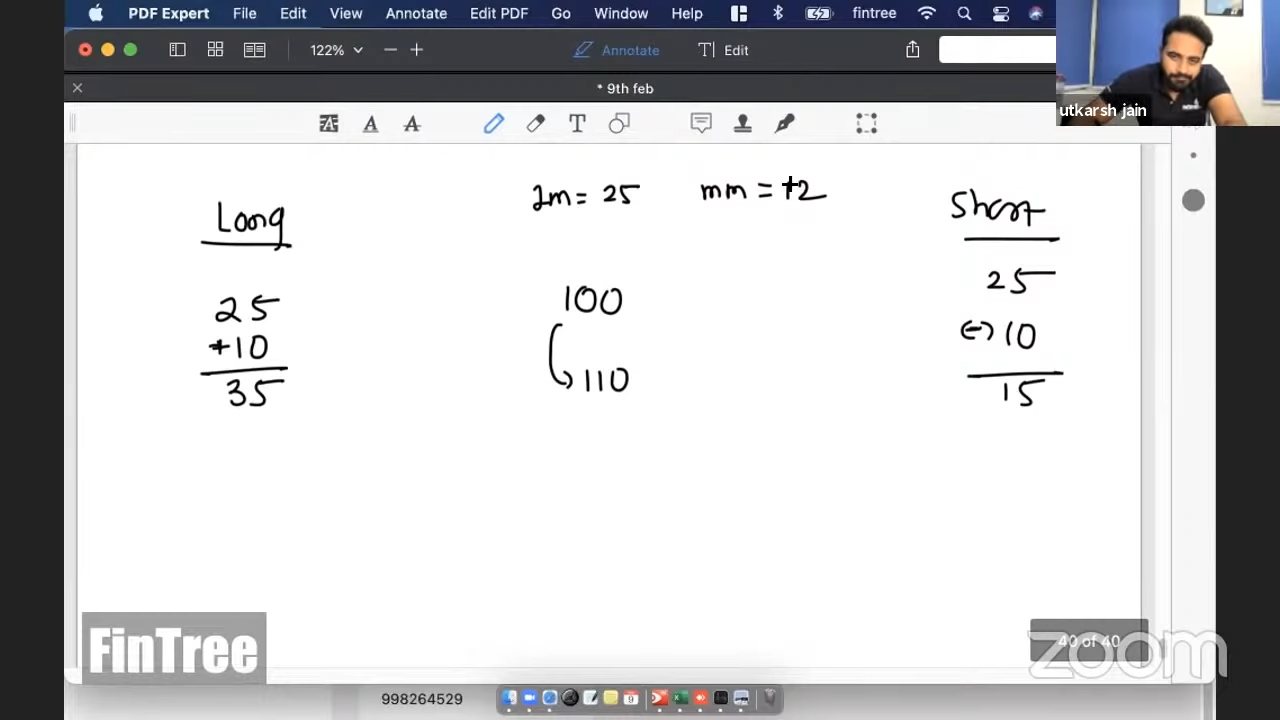 PDF Expert File Edit View Annotate Edit PDF Go Window Help fintree
122% Annotate Edit
utkarsh jain
* 9th feb
Long
25
+10
35
Im = 25 mm = 12
100
110
Short
25
(-) 10
15
FinTree
40 of 40
zoom
998264529